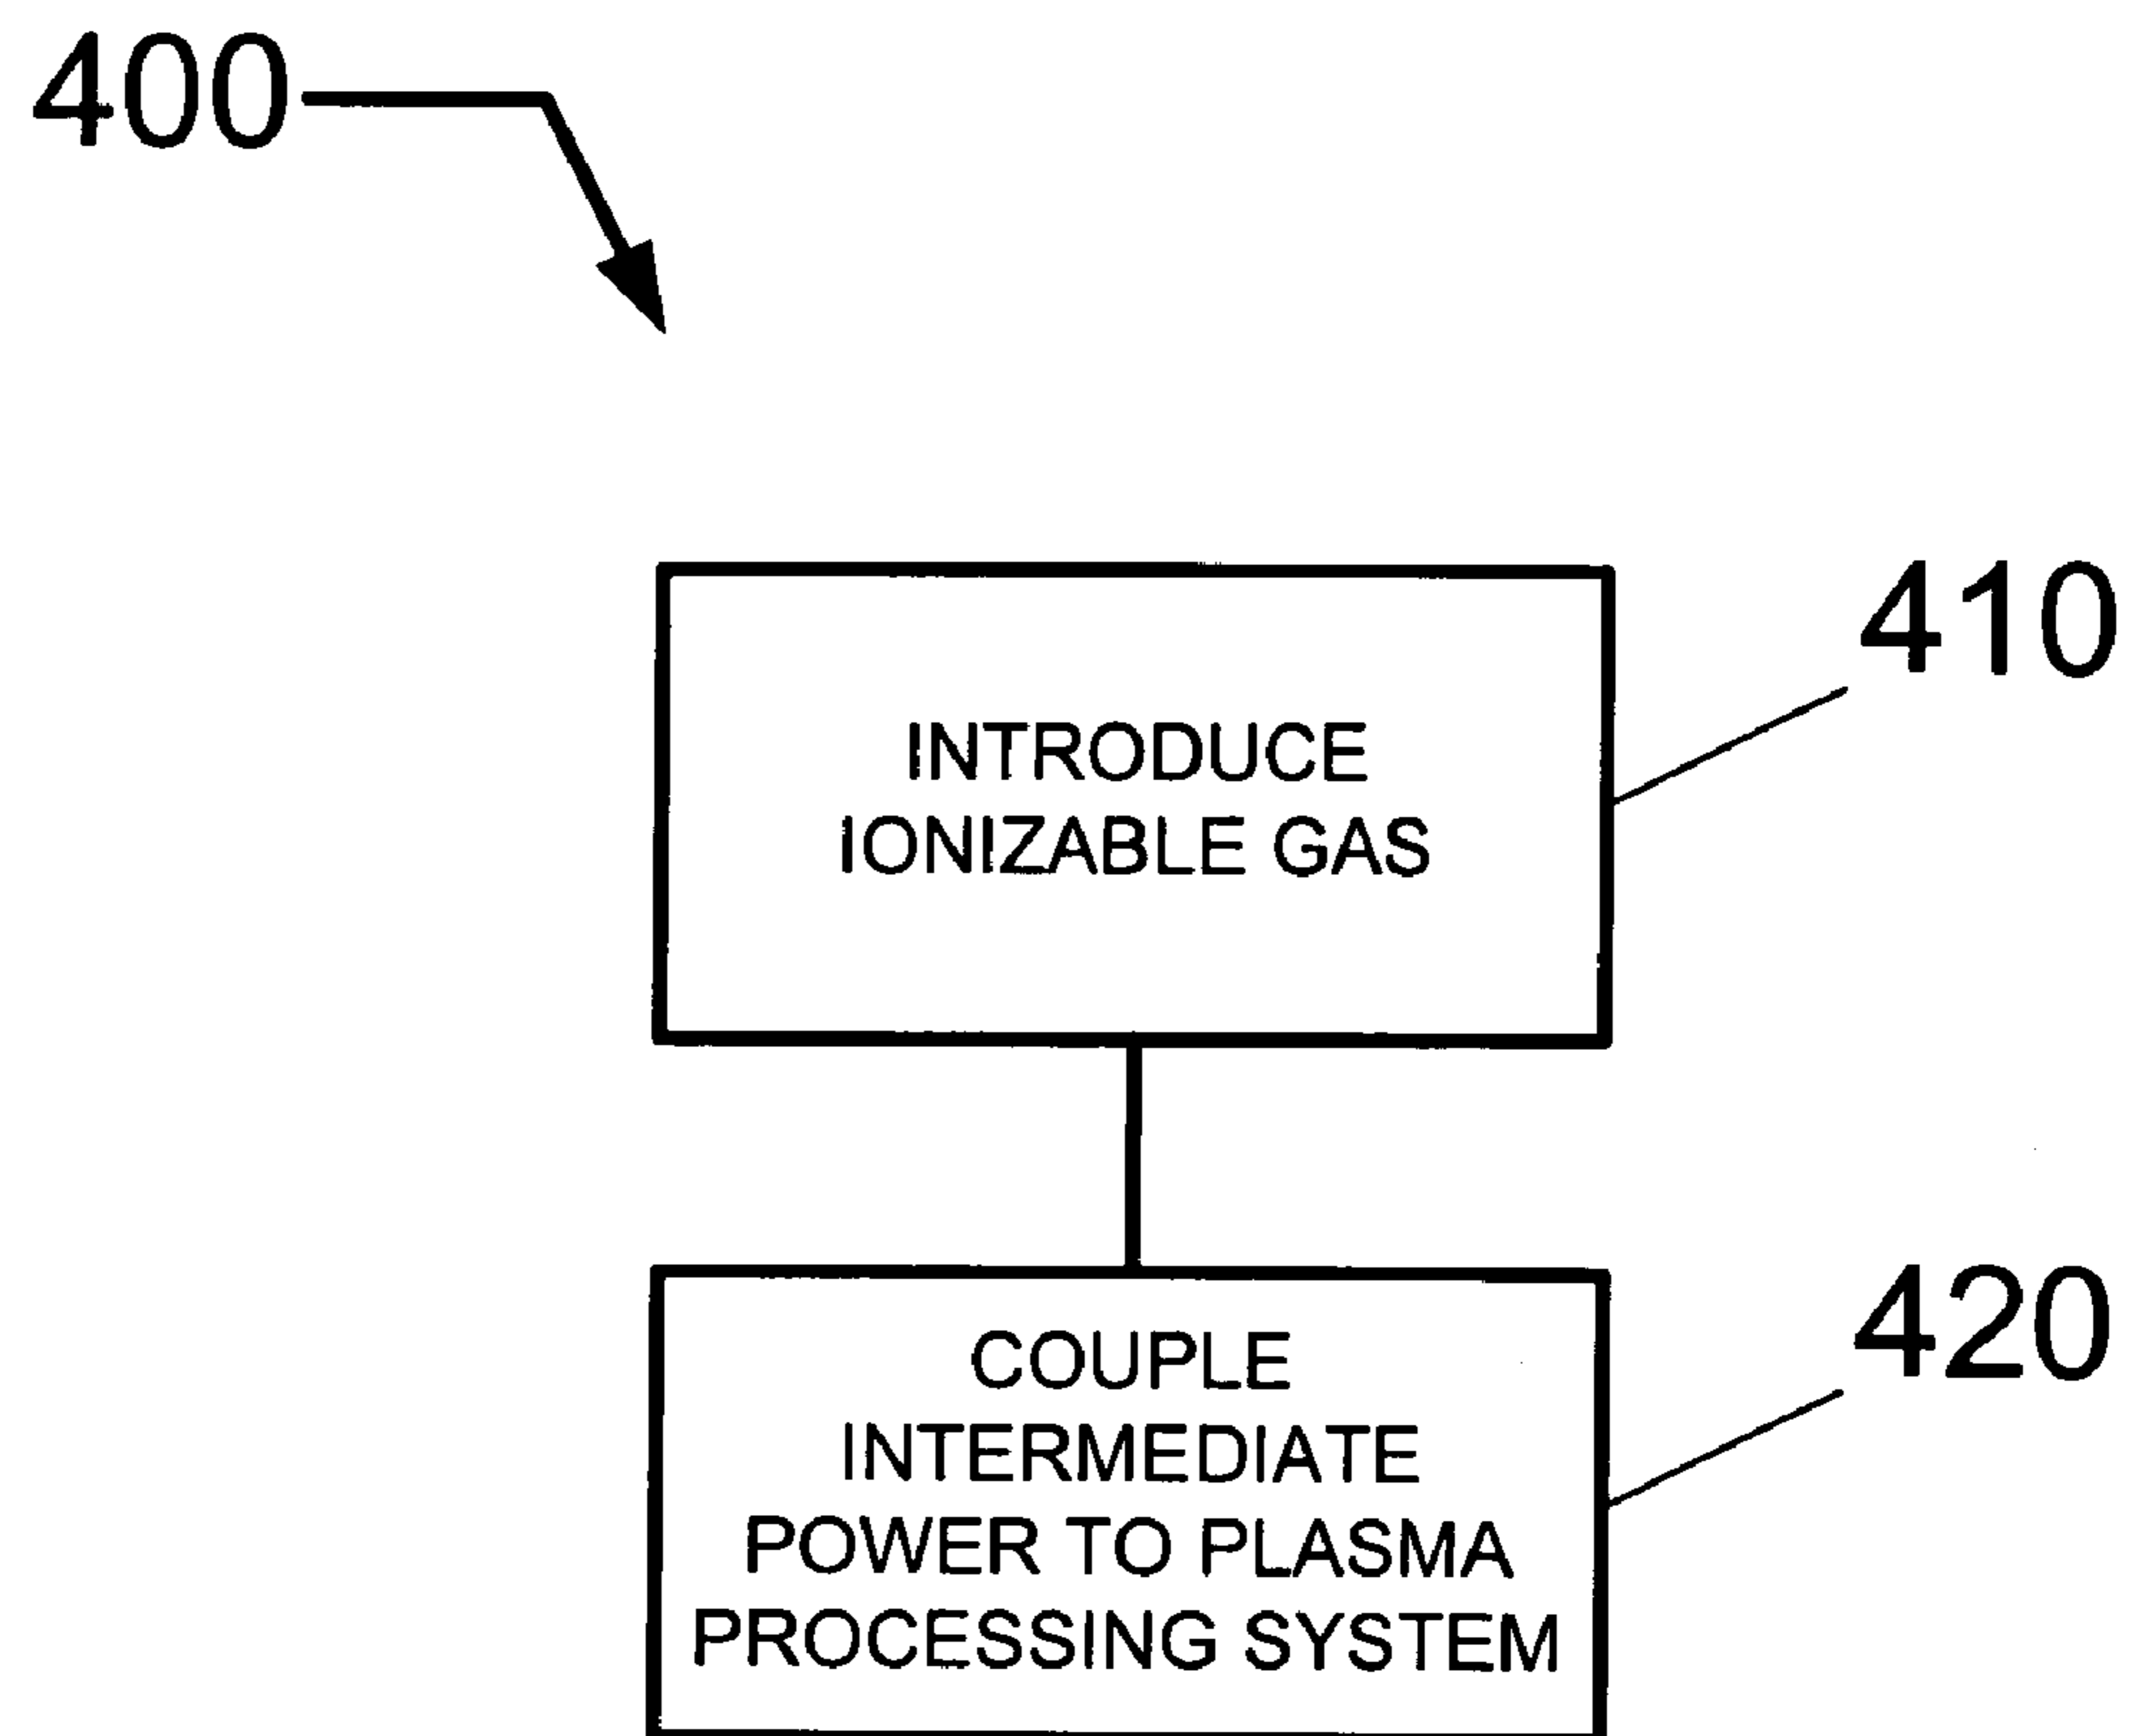 400
410
INTRODUCE
IONIZABLE GAS
420
COUPLE
INTERMEDIATE
POWER TO PLASMA
PROCESSING SYSTEM